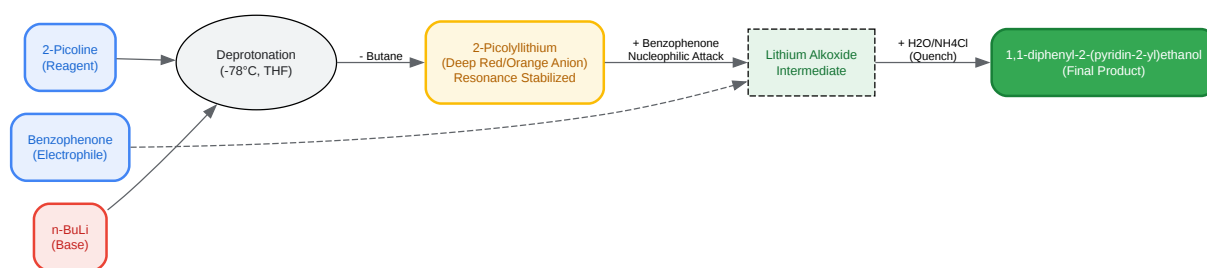 2-Picoline
(Reagent)
Deprotonation
(-78°C, THF)
- Butane
2-Picolyllithium
(Deep Red/Orange Anion)
Resonance Stabilized
+ Benzophenone
Nucleophilic Attack
Lithium Alkoxide
Intermediate
+ H2O/NH4Cl
(Quench)
1,1-diphenyl-2-(pyridin-2-yl)ethanol
(Final Product)
Benzophenone
(Electrophile)
n-BuLi
(Base)